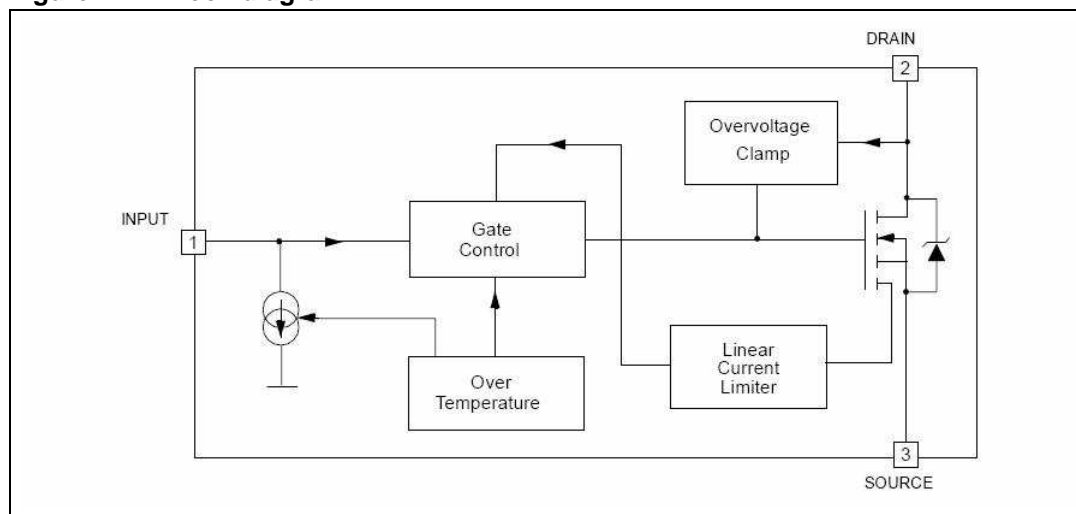 DRAIN
2
Overvoltage
Clamp
INPUT
1
Gate
Control
Linear
Current
Limiter
Over
Temperature
3
SOURCE